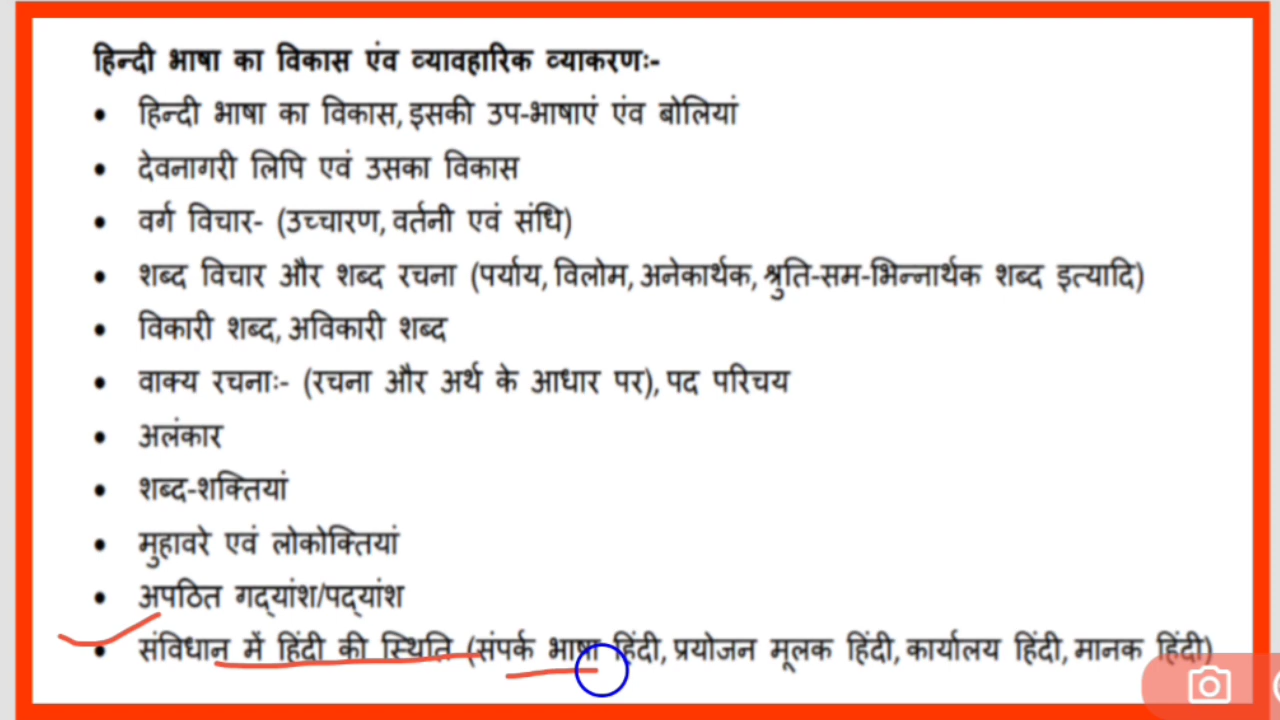 हिन्दी भाषा का विकास एंव व्यावहारिक व्याकरणः-
• हिन्दी भाषा का विकास, इसकी उप-भाषाएं एंव बोलियां
• देवनागरी लिपि एवं उसका विकास
• वर्ग विचार- (उच्चारण, वर्तनी एवं संधि)
• शब्द विचार और शब्द रचना (पर्याय, विलोम, अनेकार्थक, श्रुति-सम-भिन्नार्थक शब्द इत्यादि)
• विकारी शब्द, अविकारी शब्द
• वाक्य रचनाः- (रचना और अर्थ के आधार पर), पद परिचय
• अलंकार
• शब्द-शक्तियां
• मुहावरे एवं लोकोक्तियां
• अपठित गद्यांश/पद्यांश
• संविधान में हिंदी की स्थिति (संपर्क भाषा हिंदी, प्रयोजन मूलक हिंदी, कार्यालय हिंदी, मानक हिंदी)